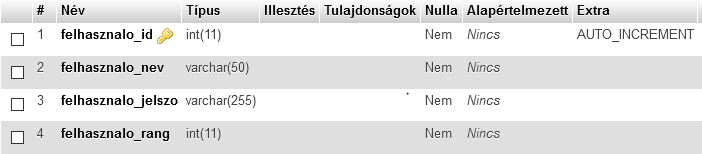 # Név Típus Illesztés Tulajdonságok Nulla Alapértelmezett Extra
1 felhasznalo_id int(11) Nem Nincs AUTO_INCREMENT
2 felhasznalo_nev varchar(50) Nem Nincs
3 felhasznalo_jelszo varchar(255) Nem Nincs
4 felhasznalo_rang int(11) Nem Nincs